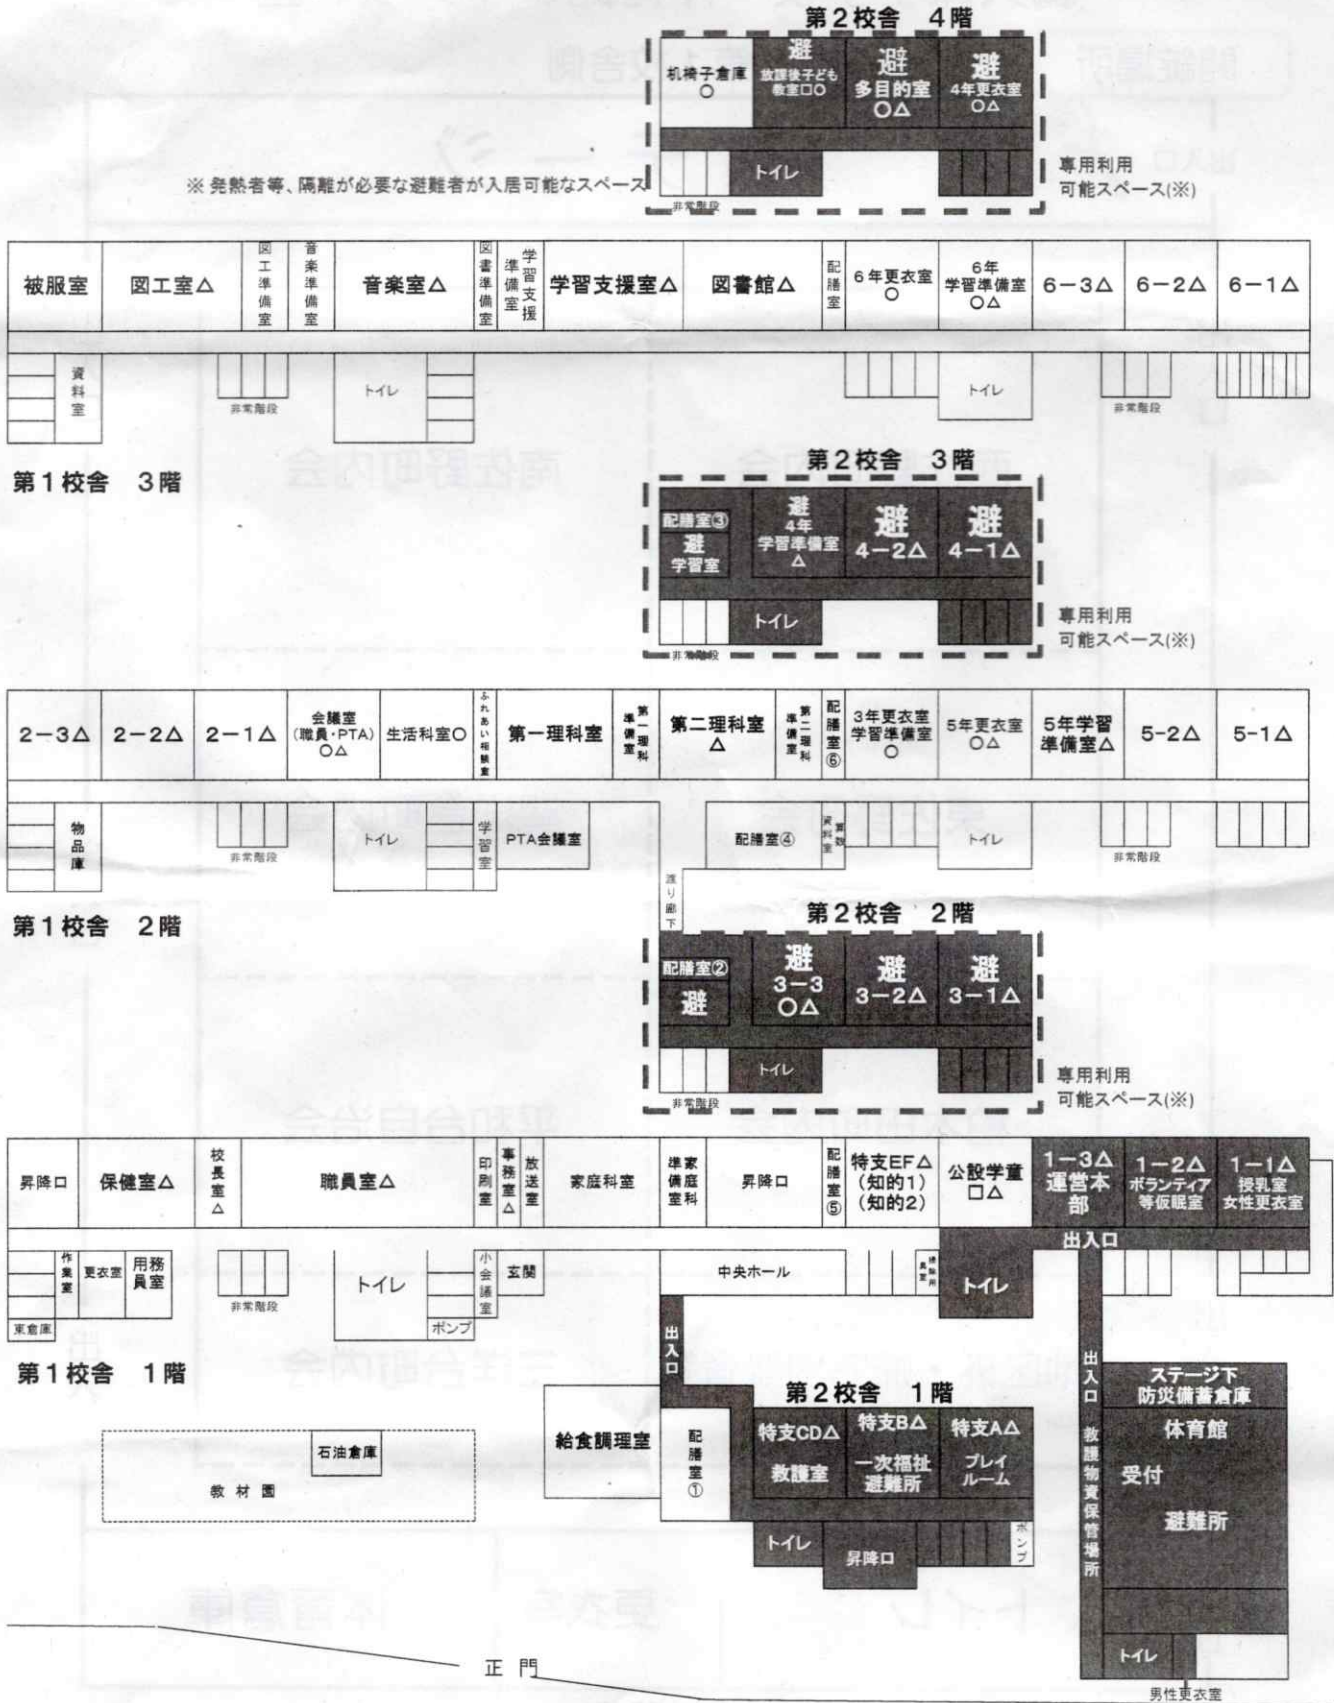 第2校舎 4階
机椅子倉庫
○
避
放課後子ども
教室□○
避
多目的室
○△
避
4年更衣室
○△
トイレ
非常階段
専用利用
可能スペース(※)
※ 発熱者等、隔離が必要な避難者が入居可能なスペース
被服室
図工室△
図工準備室
音楽準備室
音楽室△
図書準備室
学習支援
準備室
学習支援室△
図書館△
配膳室
6年更衣室
○
6年
学習準備室
○△
6-3△
6-2△
6-1△
資料室
非常階段
トイレ
トイレ
非常階段
第1校舎 3階
第2校舎 3階
配膳室③
避
学習室
避
4年
学習準備室
△
避
4-2△
避
4-1△
トイレ
非常階段
専用利用
可能スペース(※)
2-3△
2-2△
2-1△
会議室
(職員・PTA)
○△
生活科室○
ふれあい相談室
第一理科室
第一理科
準備室
第二理科室
△
第二理科
準備室
配膳室⑥
3年更衣室
学習準備室
○
5年更衣室
○△
5年学習
準備室△
5-2△
5-1△
物品庫
非常階段
トイレ
学習室
PTA会議室
配膳室④
算数
資料室
トイレ
非常階段
渡り廊下
第1校舎 2階
第2校舎 2階
配膳室②
避
避
3-3
○△
避
3-2△
避
3-1△
トイレ
非常階段
専用利用
可能スペース(※)
昇降口
保健室△
校長室△
職員室△
印刷室
事務室△
放送室
家庭科室
家庭科
準備室
昇降口
配膳室⑤
特支EF△
(知的1)
(知的2)
公設学童
□△
1-3△
運営本
部
1-2△
ボランティア
等仮眠室
1-1△
授乳室
女性更衣室
出入口
作業室
更衣室
用務
員室
非常階段
トイレ
小会議室
玄関
中央ホール
トイレ
東倉庫
ポンプ
第1校舎 1階
出入口
第2校舎 1階
給食調理室
配膳室①
特支CD△
救護室
特支B△
一次福祉
避難所
特支A△
プレイ
ルーム
トイレ
昇降口
ポンプ
石油倉庫
教材園
出入口 救護物資保管場所
ステージ下
防災備蓄倉庫
体育館
受付
避難所
トイレ
男性更衣室
正門